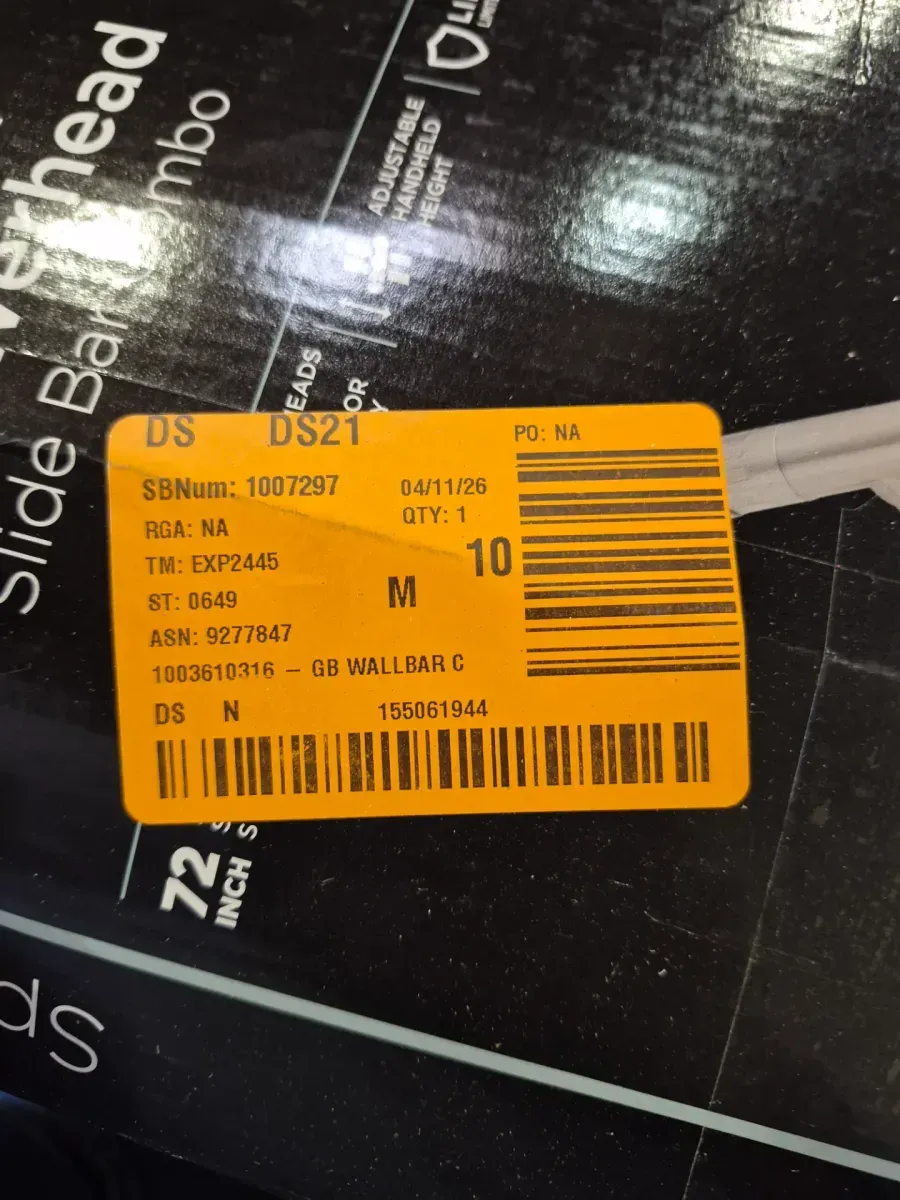 erhead
Slide Bar Combo
ADJUSTABLE
HANDHELD
HEIGHT
DS DS21
PO: NA
SBNum: 1007297
04/11/26
RGA: NA
QTY: 1
TM: EXP2445
10
ST: 0649
M
ASN: 9277847
1003610316 – GB WALLBAR C
DS N
155061944
72
INCH